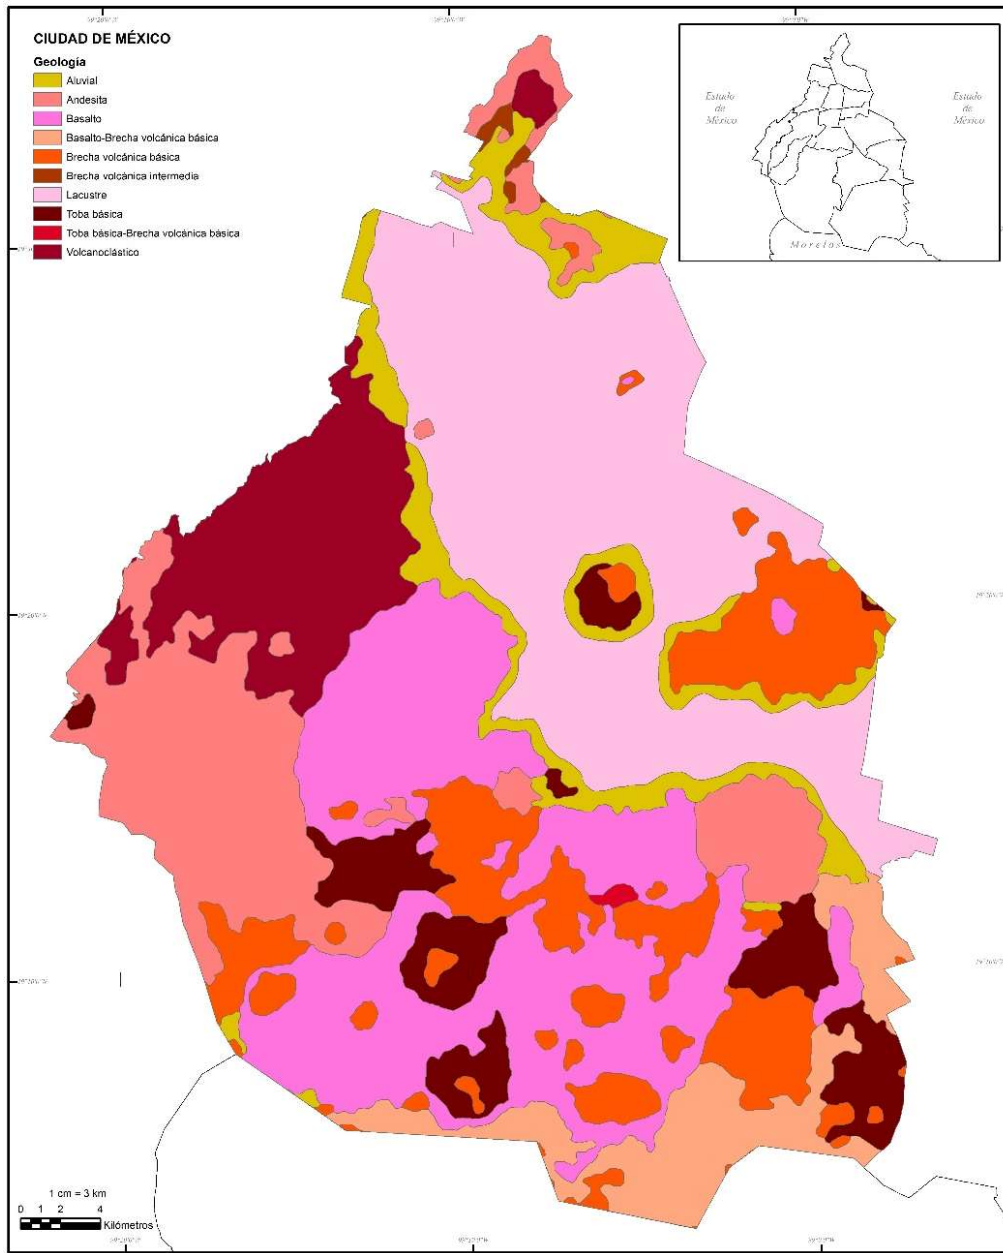 CIUDAD DE MÉXICO
Geología
Aluvial
Andesita
Basalto
Basalto-Brecha volcánica básica
Brecha volcánica básica
Brecha volcánica intermedia
Lacustre
Toba básica
Toba básica-Brecha volcánica básica
Volcanoclástico
Estado
de
México
Estado
de
México
Morelos
1 cm = 3 km
0 1 2 4
Kilómetros